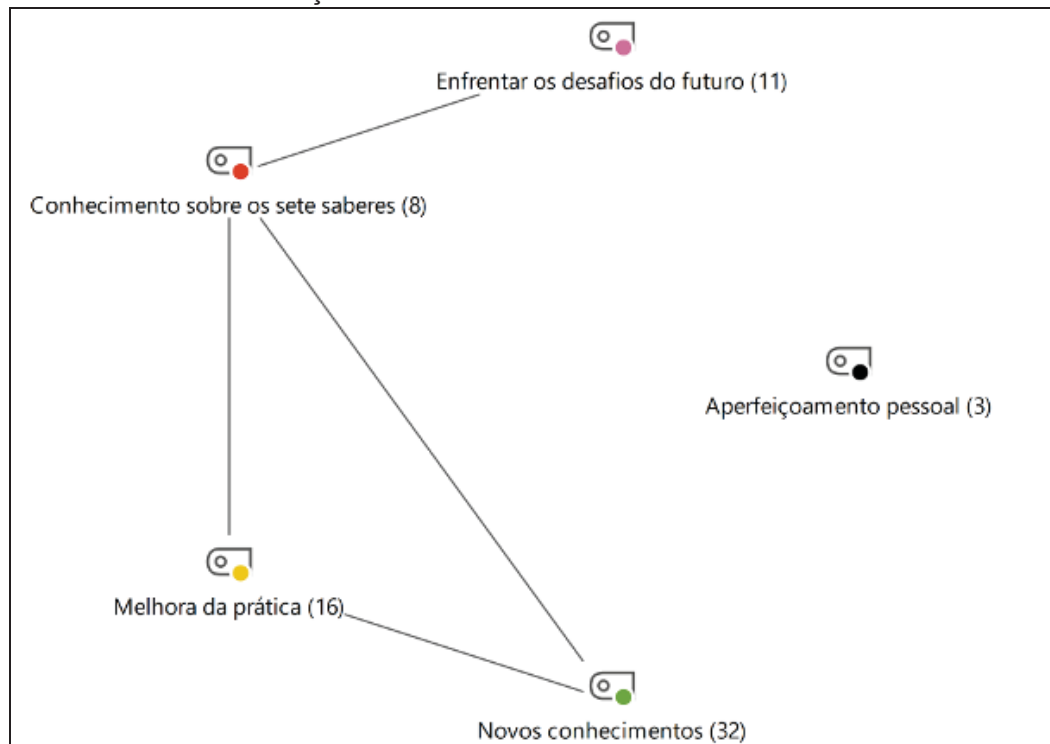 Enfrentar os desafios do futuro (11)
Conhecimento sobre os sete saberes (8)
Aperfeiçoamento pessoal (3)
Melhora da prática (16)
Novos conhecimentos (32)